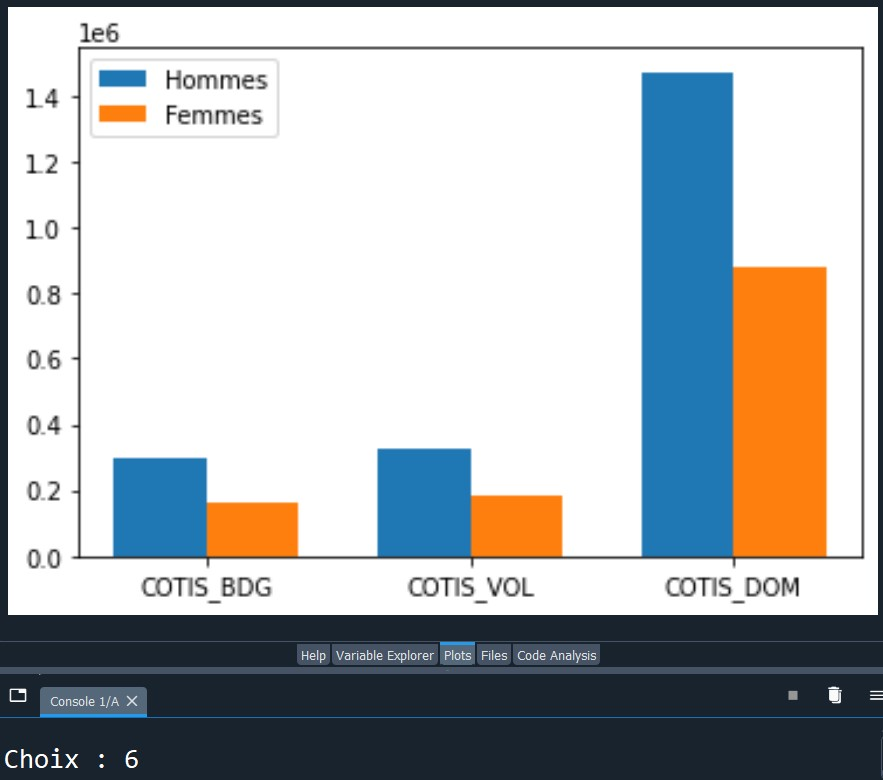 1e6
Hommes
Femmes
1.4
1.2
1.0
0.8
0.6
0.4
0.2
0.0
COTIS_BDG COTIS_VOL COTIS_DOM
Help Variable Explorer Plots Files Code Analysis
Console 1/A
Choix : 6